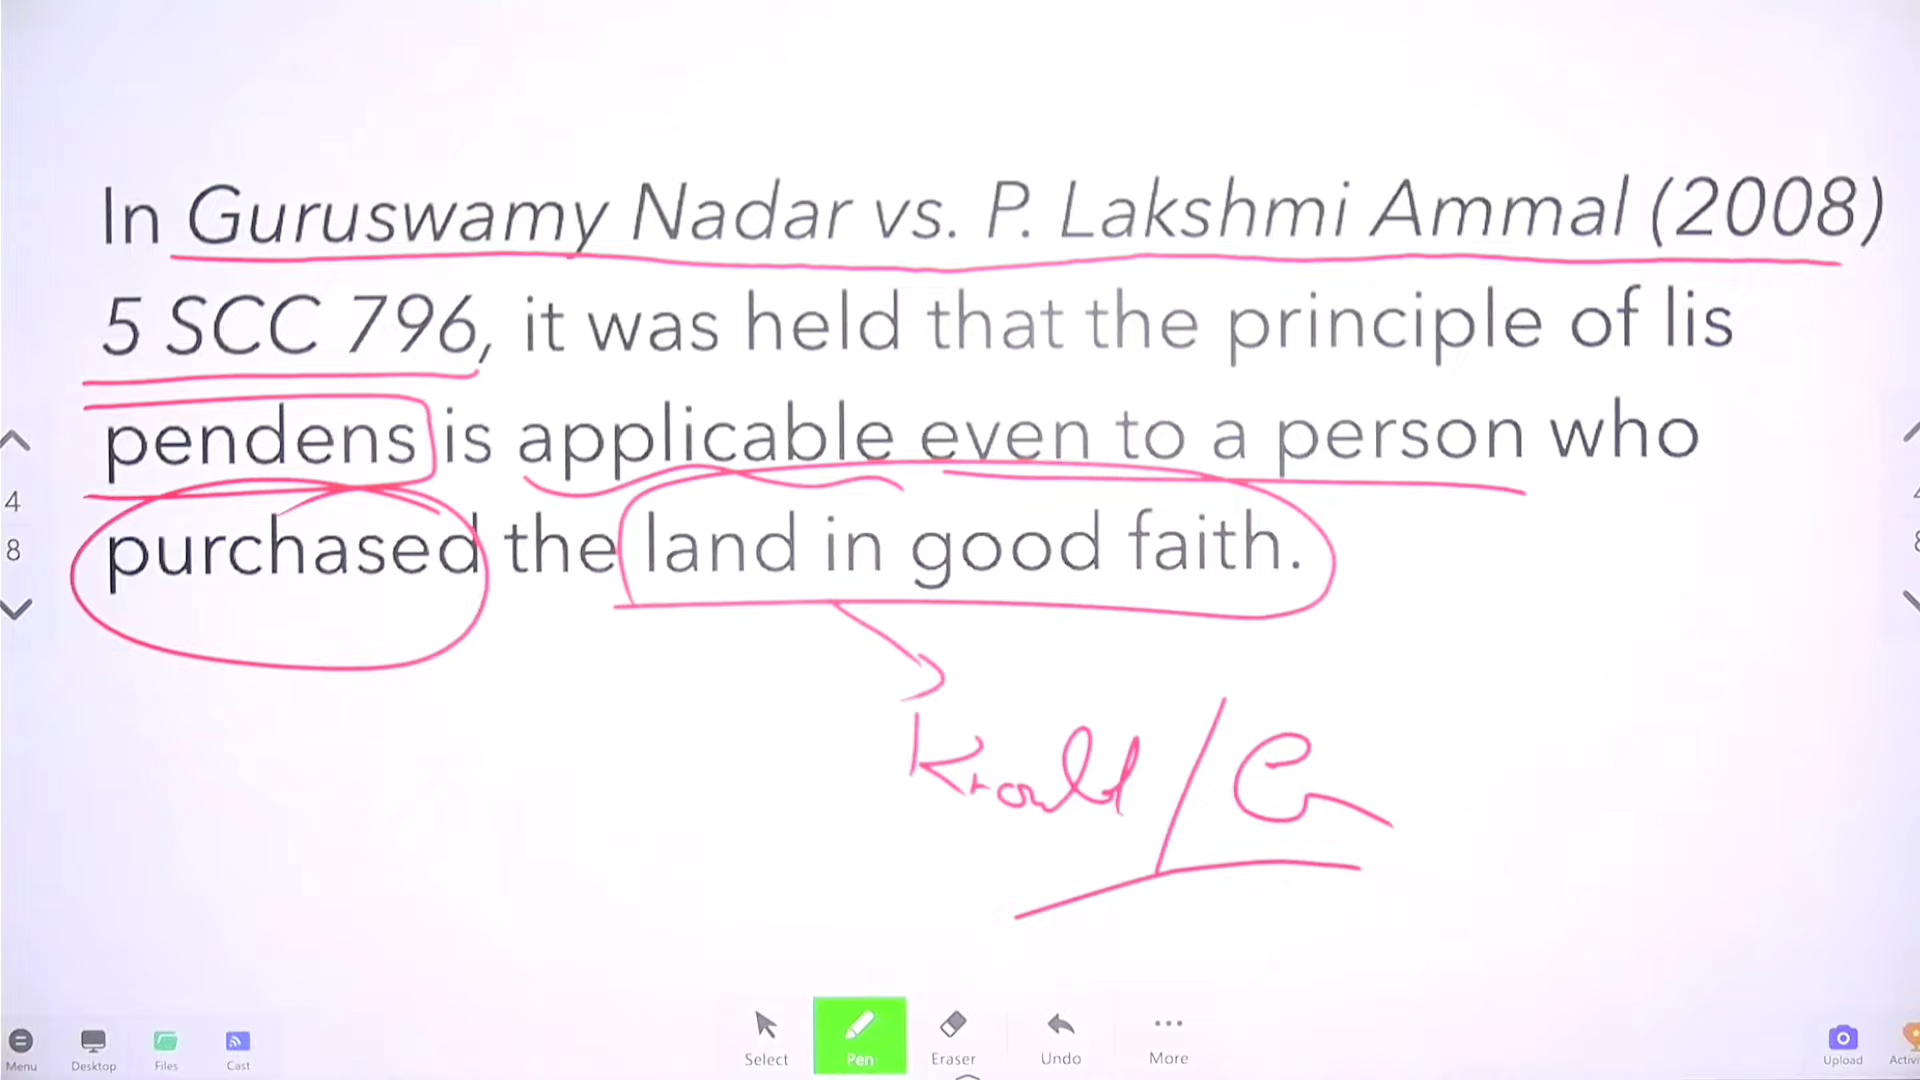 In Guruswamy Nadar vs. P. Lakshmi Ammal (2008)
5 SCC 796, it was held that the principle of lis
pendens is applicable even to a person who
purchased the land in good faith.
4
8
Menu
Desktop
Files
Cast
Select
Pen
Eraser
Undo
More
Upload